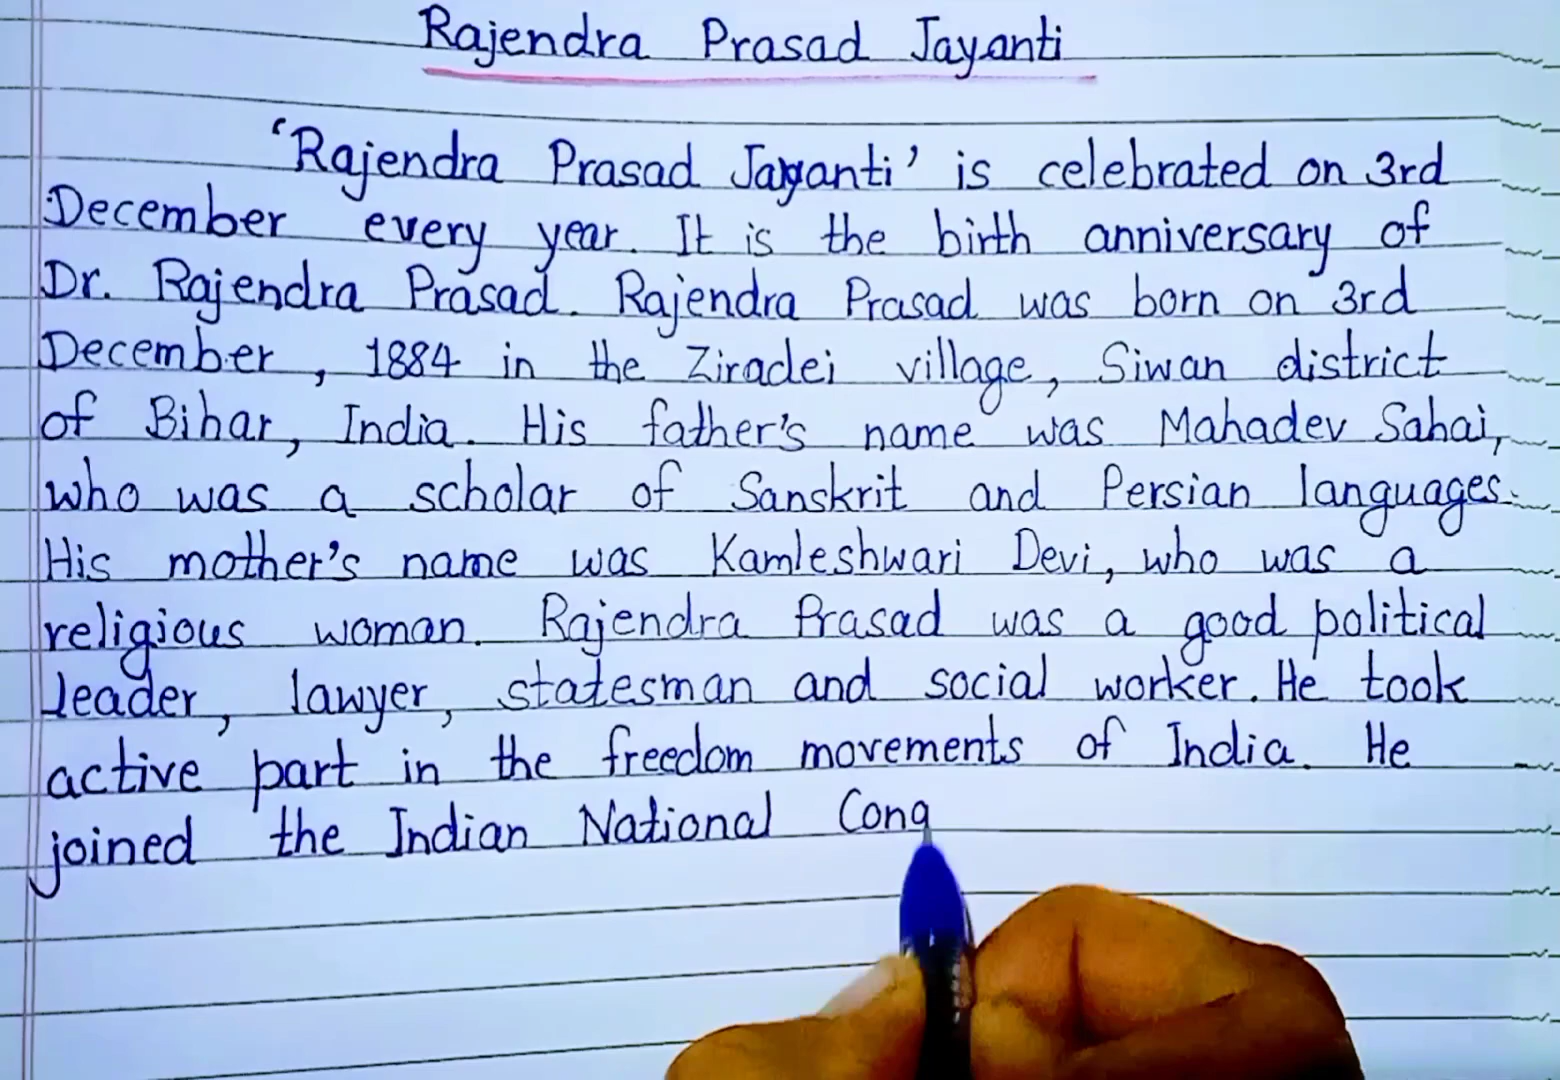 Rajendra Prasad Jayanti
'Rajendra Prasad Jayanti' is celebrated on 3rd
December every year. It is the birth anniversary of
Dr. Rajendra Prasad. Rajendra Prasad was born on 3rd
December, 1884 in the Ziradei village, Siwan district
of Bihar, India. His father's name was Mahadev Sahai,
who was a scholar of Sanskrit and Persian languages.
His mother's name was Kamleshwari Devi, who was a
religious woman. Rajendra Prasad was a good political
leader, lawyer, statesman and social worker. He took
active part in the freedom movements of India. He
joined the Indian National Cong